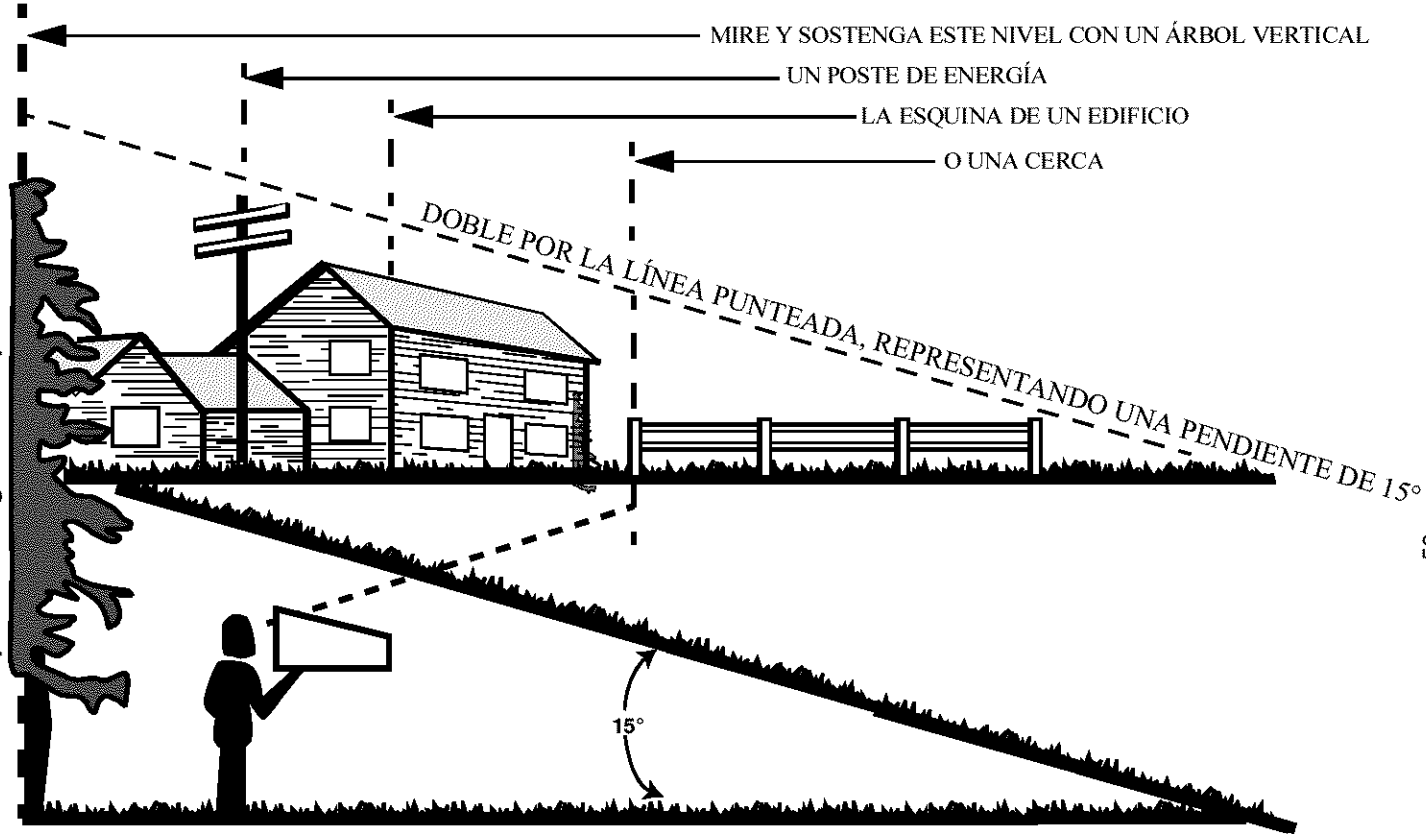 MIRE Y SOSTENGA ESTE NIVEL CON UN ÁRBOL VERTICAL
UN POSTE DE ENERGÍA
LA ESQUINA DE UN EDIFICIO
O UNA CERCA
DOBLE POR LA LÍNEA PUNTEADA, REPRESENTANDO UNA PENDIENTE DE 15°
15°